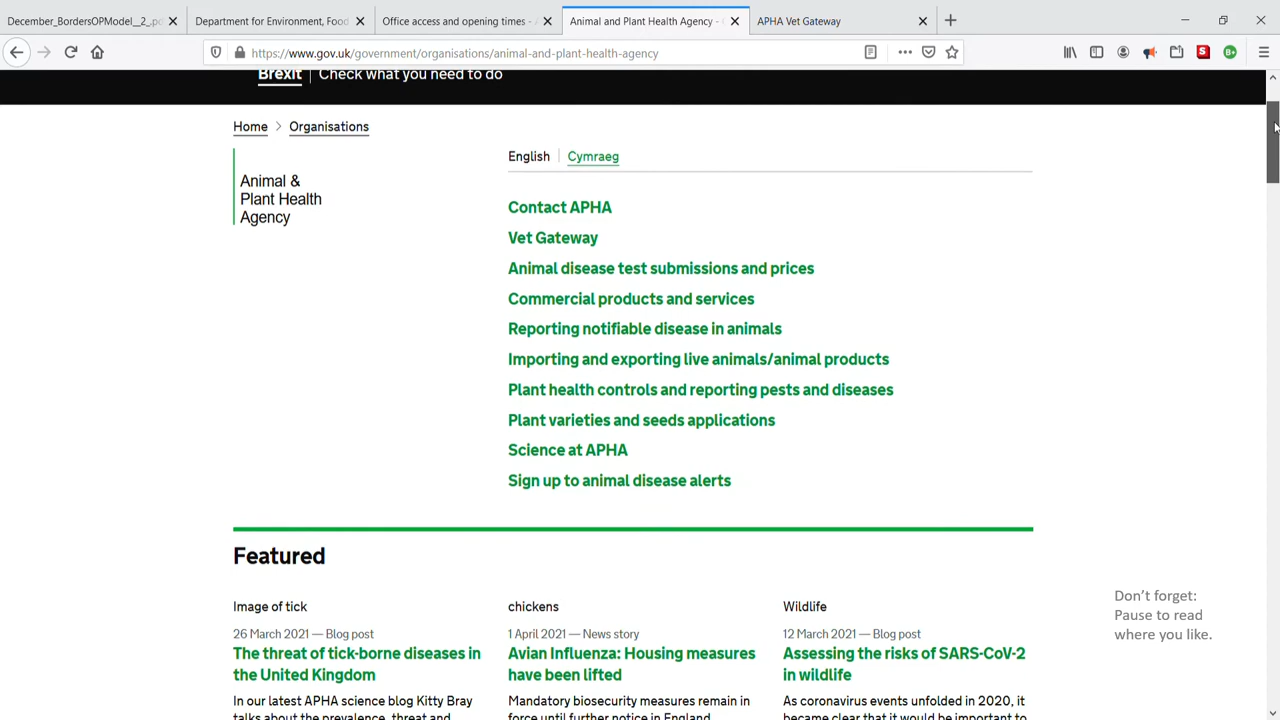 December_BordersOPModel__2_.pd
Department for Environment, Food
Office access and opening times - A
Animal and Plant Health Agency - G
APHA Vet Gateway
https://www.gov.uk/government/organisations/animal-and-plant-health-agency
Brexit | Check what you need to do
Home > Organisations
English | Cymraeg
Animal &
Plant Health
Agency
Contact APHA
Vet Gateway
Animal disease test submissions and prices
Commercial products and services
Reporting notifiable disease in animals
Importing and exporting live animals/animal products
Plant health controls and reporting pests and diseases
Plant varieties and seeds applications
Science at APHA
Sign up to animal disease alerts
Featured
Image of tick
26 March 2021 — Blog post
The threat of tick-borne diseases in
the United Kingdom
In our latest APHA science blog Kitty Bray
talks about the prevalence, threat and
chickens
1 April 2021 — News story
Avian Influenza: Housing measures
have been lifted
Mandatory biosecurity measures remain in
force until further notice in England
Wildlife
12 March 2021 — Blog post
Assessing the risks of SARS-CoV-2
in wildlife
As coronavirus events unfolded in 2020, it
became clear that it would be important to
Don't forget:
Pause to read
where you like.